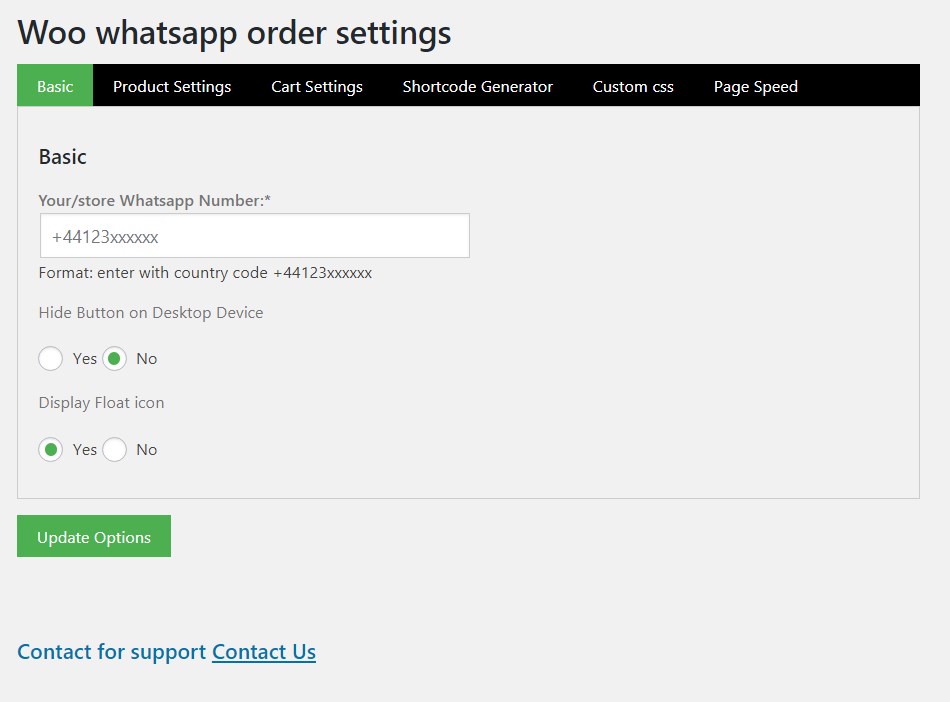 Woo whatsapp order settings
Basic Product Settings Cart Settings Shortcode Generator Custom css Page Speed
Basic
Your/store Whatsapp Number:*
+44123xxxxxx
Format: enter with country code +44123xxxxxx
Hide Button on Desktop Device
Yes No
Display Float icon
Yes No
Update Options
Contact for support Contact Us